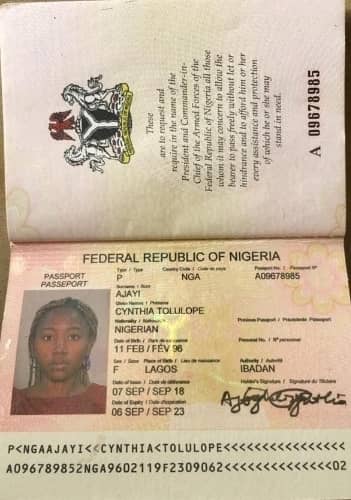 These
are to request and
require in the name of the
President and Commander-in-
Chief of the Armed Forces of the
Federal Republic of Nigeria all those
whom it may concern to allow the
bearer to pass freely without let or
hindrance and to afford him or her
every assistance and protection
of which he or she may
stand in need.
A 09678985
FEDERAL REPUBLIC OF NIGERIA
PASSPORT
PASSEPORT
Type / Type
P
Country Code / Code de pays
NGA
Passport No. / Passeport N°
A09678985
Surname / Nom
AJAYI
Given Names / Prénoms
CYNTHIA TOLULOPE
Nationality / Nationalité
NIGERIAN
Previous Passport / Précédente Passeport
Date of Birth / Date de naissance
11 FEB / FÉV 96
Personal No. / N° personnel
Sex / Sexe
F
Place of Birth / Lieu de naissance
LAGOS
Authority / Autorité
IBADAN
Date of Issue / Date de délivrance
07 SEP / SEP 18
Holder's Signature / Signature du Titulaire
Date of Expiry / Date d'expiration
06 SEP / SEP 23
P<NGAAJAYI<<CYNTHIA<TOLULOPE<<<<<<<<<<<<<<<<
A096789852NGA9602119F2309062<<<<<<<<<<<<<<02